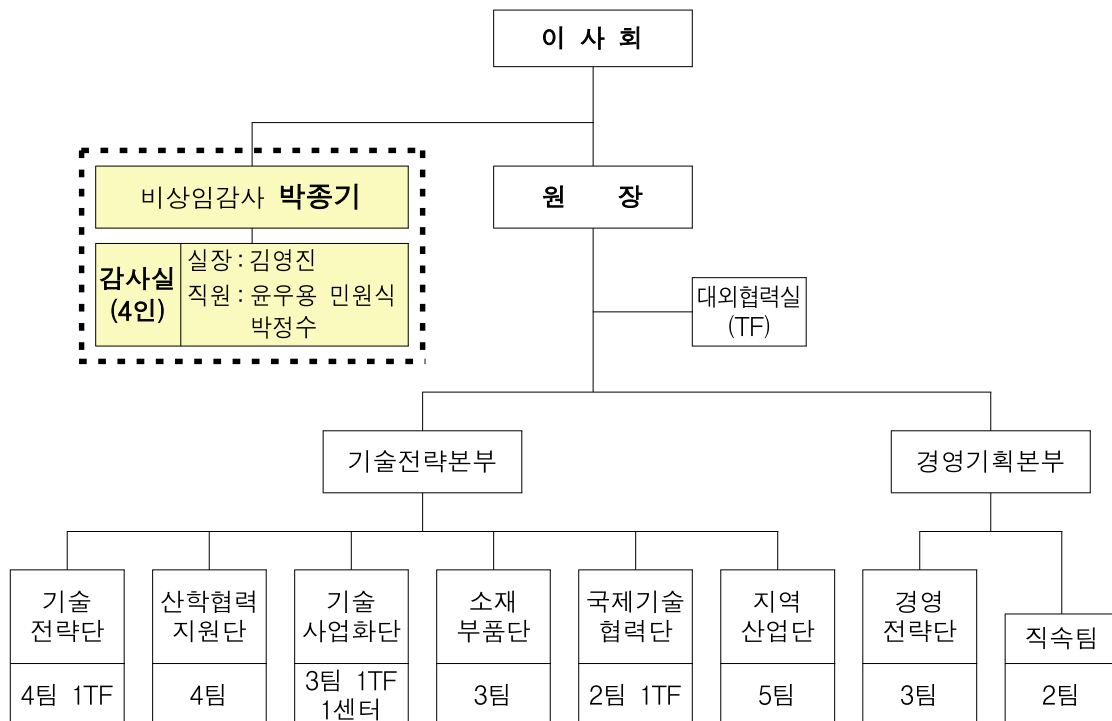 이 사 회
비상임감사 박종기
원 장
감사실
(4인)
실장 : 김영진
직원 : 윤우용 민원식
박정수
대외협력실
(TF)
기술전략본부
경영기획본부
기술
전략단
4팀 1TF
산학협력
지원단
4팀
기술
사업화단
3팀 1TF
1센터
소재
부품단
3팀
국제기술
협력단
2팀 1TF
지역
산업단
5팀
경영
전략단
3팀
직속팀
2팀